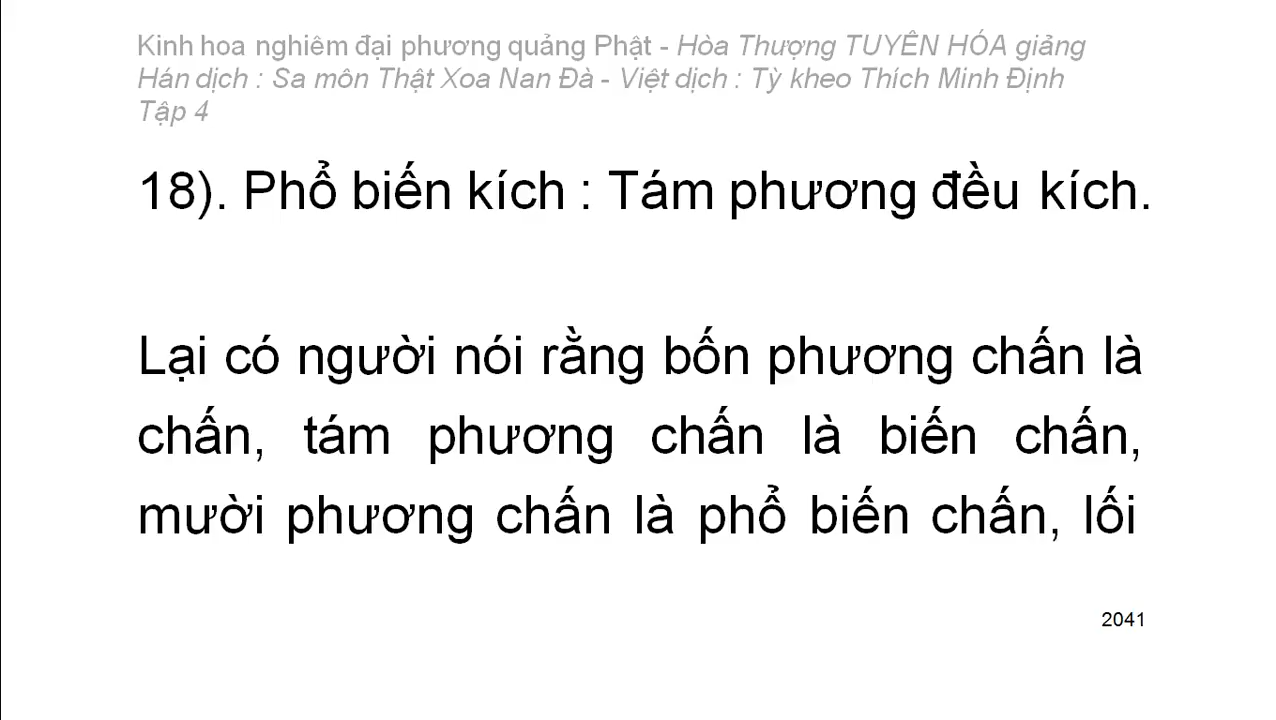 Kinh hoa nghiêm đại phương quảng Phật - Hòa Thượng TUYÊN HÓA giảng
Hán dịch : Sa môn Thật Xoa Nan Đà - Việt dịch : Tỳ kheo Thích Minh Định
Tập 4
18). Phổ biến kích : Tám phương đều kích.
Lại có người nói rằng bốn phương chấn là
chấn, tám phương chấn là biến chấn,
mười phương chấn là phổ biến chấn, lối
2041